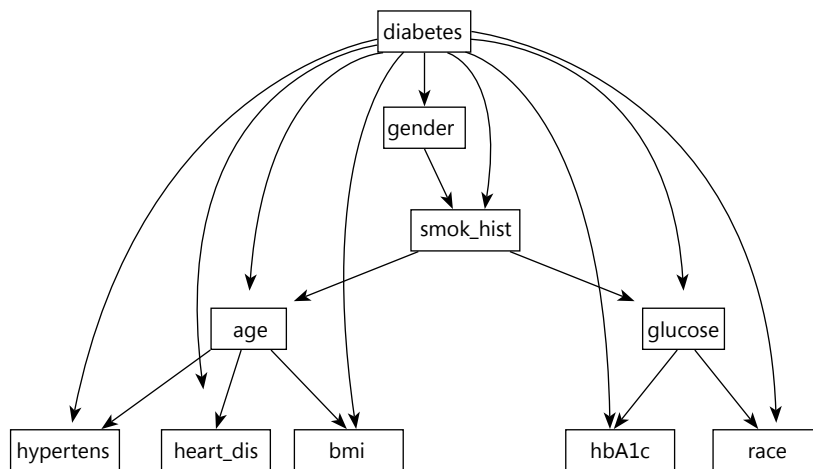 diabetes
gender
smok_hist
age
glucose
hypertens
heart_dis
bmi
hbA1c
race